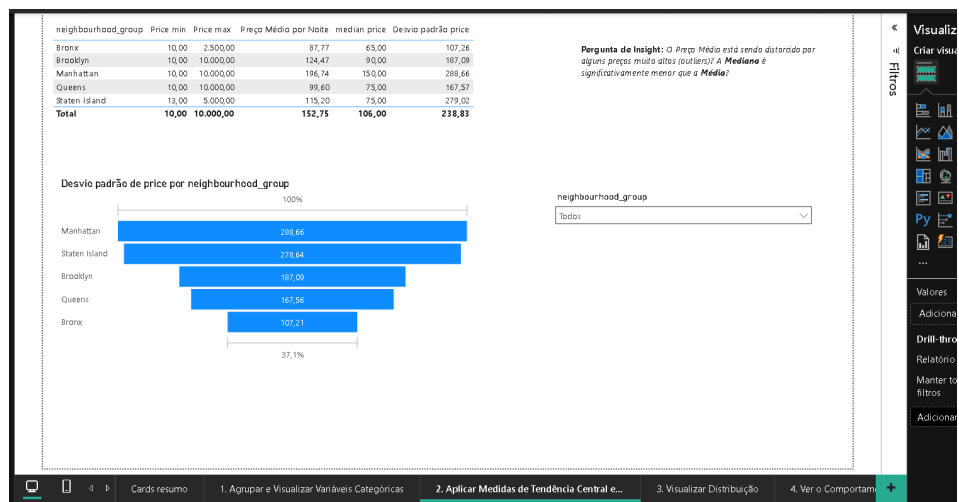 neighbourhood_group Price min Price max Preço Médio por Noite median price Desvio padrão price
Bronx 10,00 2.500,00 87,77 65,00 107,26
Brooklyn 10,00 10.000,00 124,47 90,00 187,09
Manhattan 10,00 10.000,00 196,74 150,00 288,66
Queens 10,00 10.000,00 99,60 75,00 167,57
Staten Island 13,00 5.000,00 115,20 75,00 279,02
Total 10,00 10.000,00 152,75 106,00 238,83
Pergunta de Insight: O Preço Médio está sendo distorcido por
alguns preços muito altos (outliers)? A Mediana é
significativamente menor que a Média?
Desvio padrão de price por neighbourhood_group
100%
Manhattan 288,66
Staten Island 278,64
Brooklyn 187,09
Queens 167,56
Bronx 107,21
37,1%
neighbourhood_group
Todos
Filtros
Visualiz
Criar visua
Py
...
Valores
Adiciona
Drill-thro
Relatório
Manter to
filtros
Adicionar
Cards resumo
1. Agrupar e Visualizar Variáveis Categóricas
2. Aplicar Medidas de Tendência Central e...
3. Visualizar Distribuição
4. Ver o Comportam
+